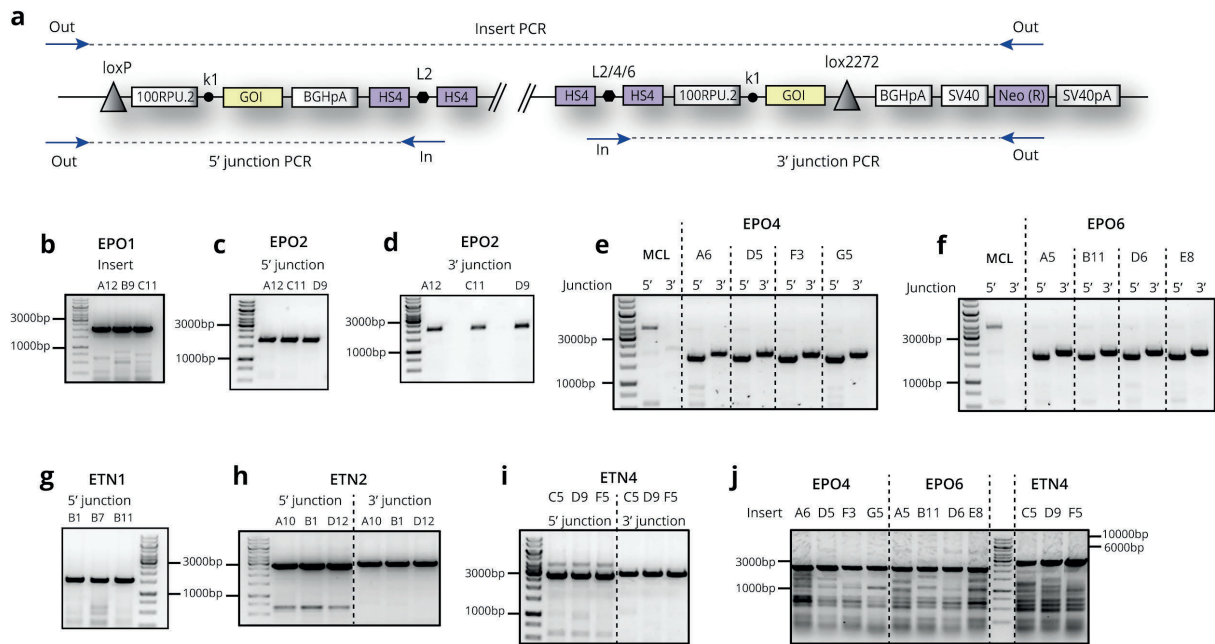 a
Out
Insert PCR
Out
loxP
100RPU.2
k1
GOI
BGHpA
HS4
L2
HS4
HS4
L2/4/6
HS4
100RPU.2
k1
GOI
lox2272
BGHpA
SV40
Neo (R)
SV40pA
Out
5′ junction PCR
In
In
3′ junction PCR
Out
b
EPO1
Insert
A12 B9 C11
3000bp
1000bp
c
EPO2
5′ junction
A12 C11 D9
3000bp
1000bp
d
EPO2
3′ junction
A12 C11 D9
3000bp
1000bp
e
EPO4
MCL A6 D5 F3 G5
Junction 5′ 3′ 5′ 3′ 5′ 3′ 5′ 3′ 5′ 3′
3000bp
1000bp
f
EPO6
MCL A5 B11 D6 E8
Junction 5′ 3′ 5′ 3′ 5′ 3′ 5′ 3′ 5′ 3′
3000bp
1000bp
g
ETN1
5′ junction
B1 B7 B11
3000bp
1000bp
h
ETN2
5′ junction 3′ junction
A10 B1 D12 A10 B1 D12
3000bp
1000bp
i
ETN4
C5 D9 F5 C5 D9 F5
5′ junction 3′ junction
3000bp
1000bp
j
EPO4 EPO6 ETN4
Insert A6 D5 F3 G5 A5 B11 D6 E8 C5 D9 F5
10000bp
6000bp
3000bp
1000bp